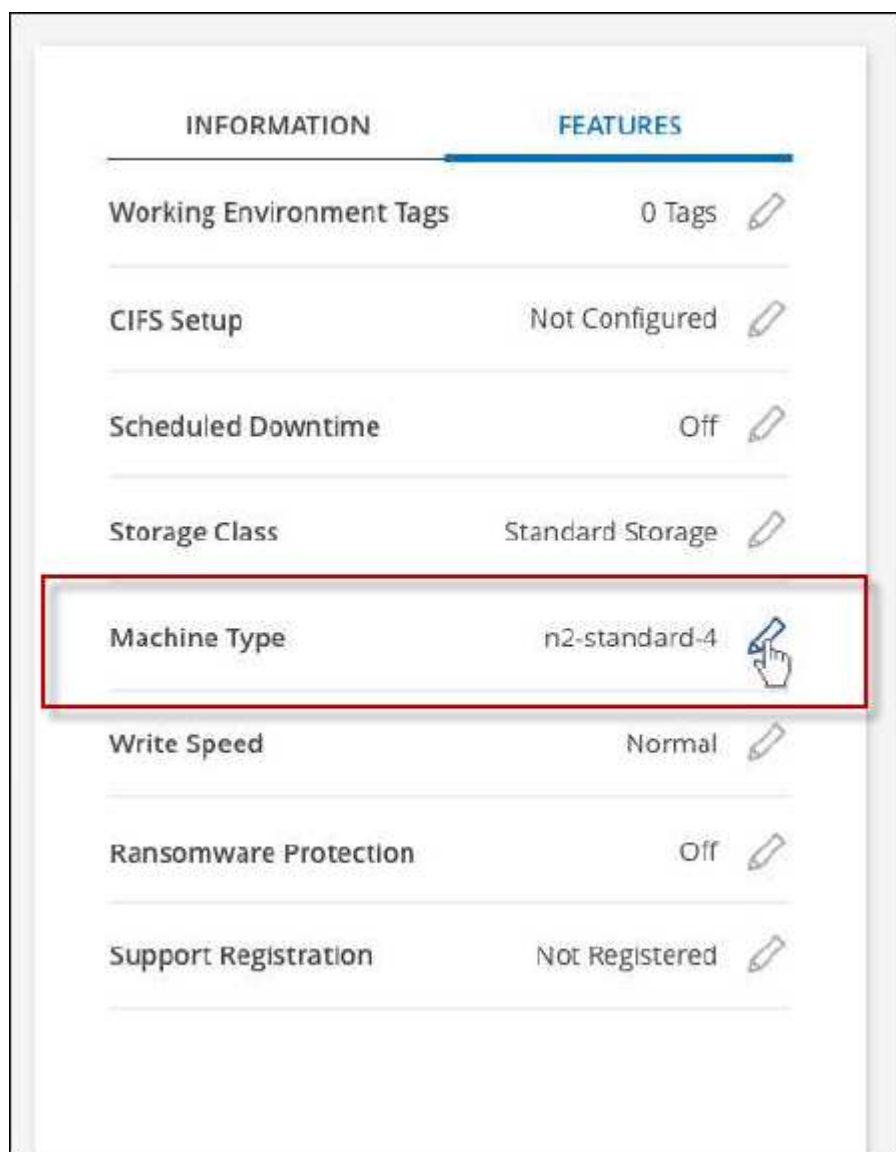 INFORMATION FEATURES
Working Environment Tags 0 Tags
CIFS Setup Not Configured
Scheduled Downtime Off
Storage Class Standard Storage
Machine Type n2-standard-4
Write Speed Normal
Ransomware Protection Off
Support Registration Not Registered